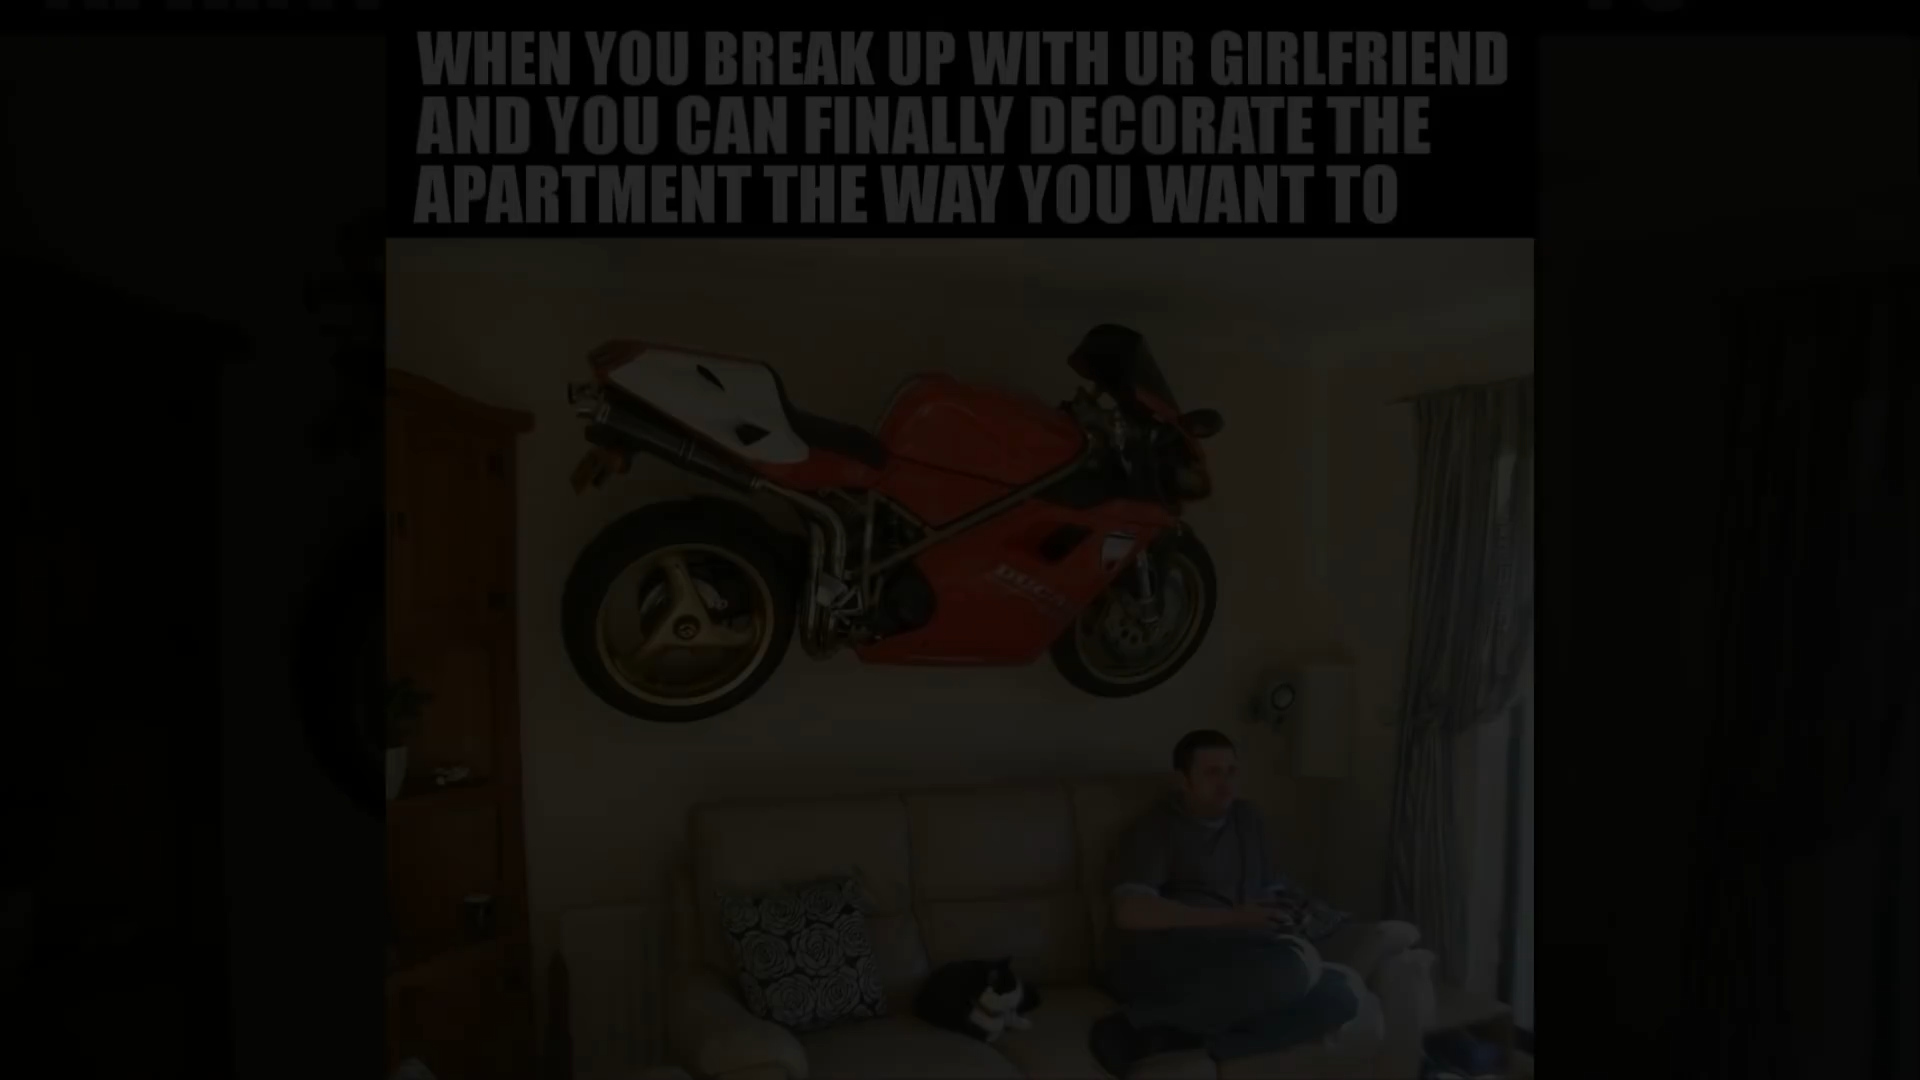 WHEN YOU BREAK UP WITH UR GIRLFRIEND
AND YOU CAN FINALLY DECORATE THE
APARTMENT THE WAY YOU WANT TO
DUCATI